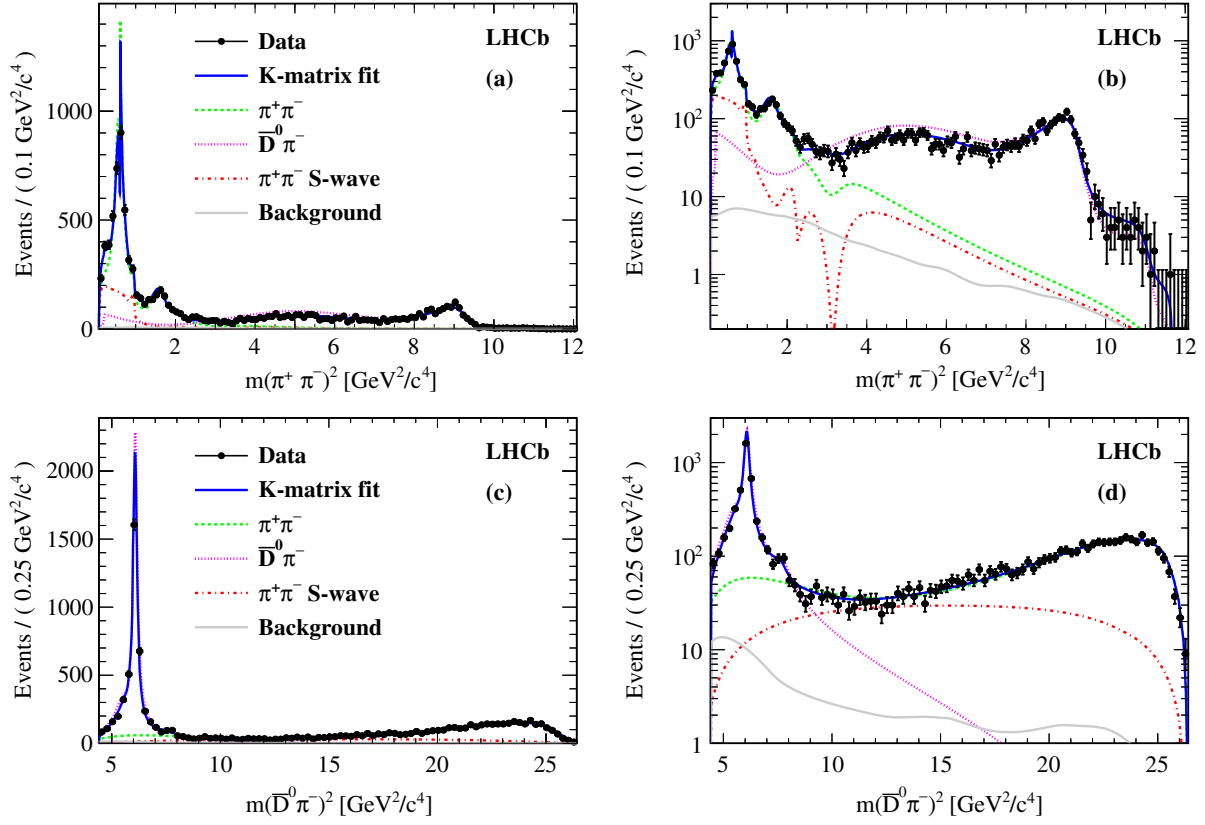 LHCb
(a)
Data
K-matrix fit
π⁺π⁻
D̅⁰π⁻
π⁺π⁻ S-wave
Background
Events / ( 0.1 GeV²/c⁴ )
0
500
1000
2 4 6 8 10 12
m(π⁺ π⁻)² [GeV²/c⁴]
LHCb
(b)
Events / ( 0.1 GeV²/c⁴ )
1
10
10²
10³
2 4 6 8 10 12
m(π⁺ π⁻)² [GeV²/c⁴]
LHCb
(c)
Data
K-matrix fit
π⁺π⁻
D̅⁰π⁻
π⁺π⁻ S-wave
Background
Events / ( 0.25 GeV²/c⁴ )
0
500
1000
1500
2000
5 10 15 20 25
m(D̅⁰π⁻)² [GeV²/c⁴]
LHCb
(d)
Events / ( 0.25 GeV²/c⁴ )
1
10
10²
10³
5 10 15 20 25
m(D̅⁰π⁻)² [GeV²/c⁴]